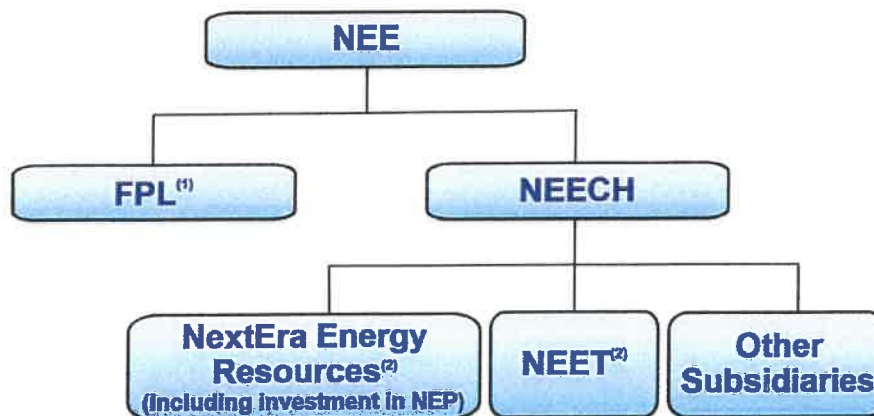 NEE
FPL(1)
NEECH
NextEra Energy
Resources(2)
(including investment in NEP)
NEET(2)
Other
Subsidiaries